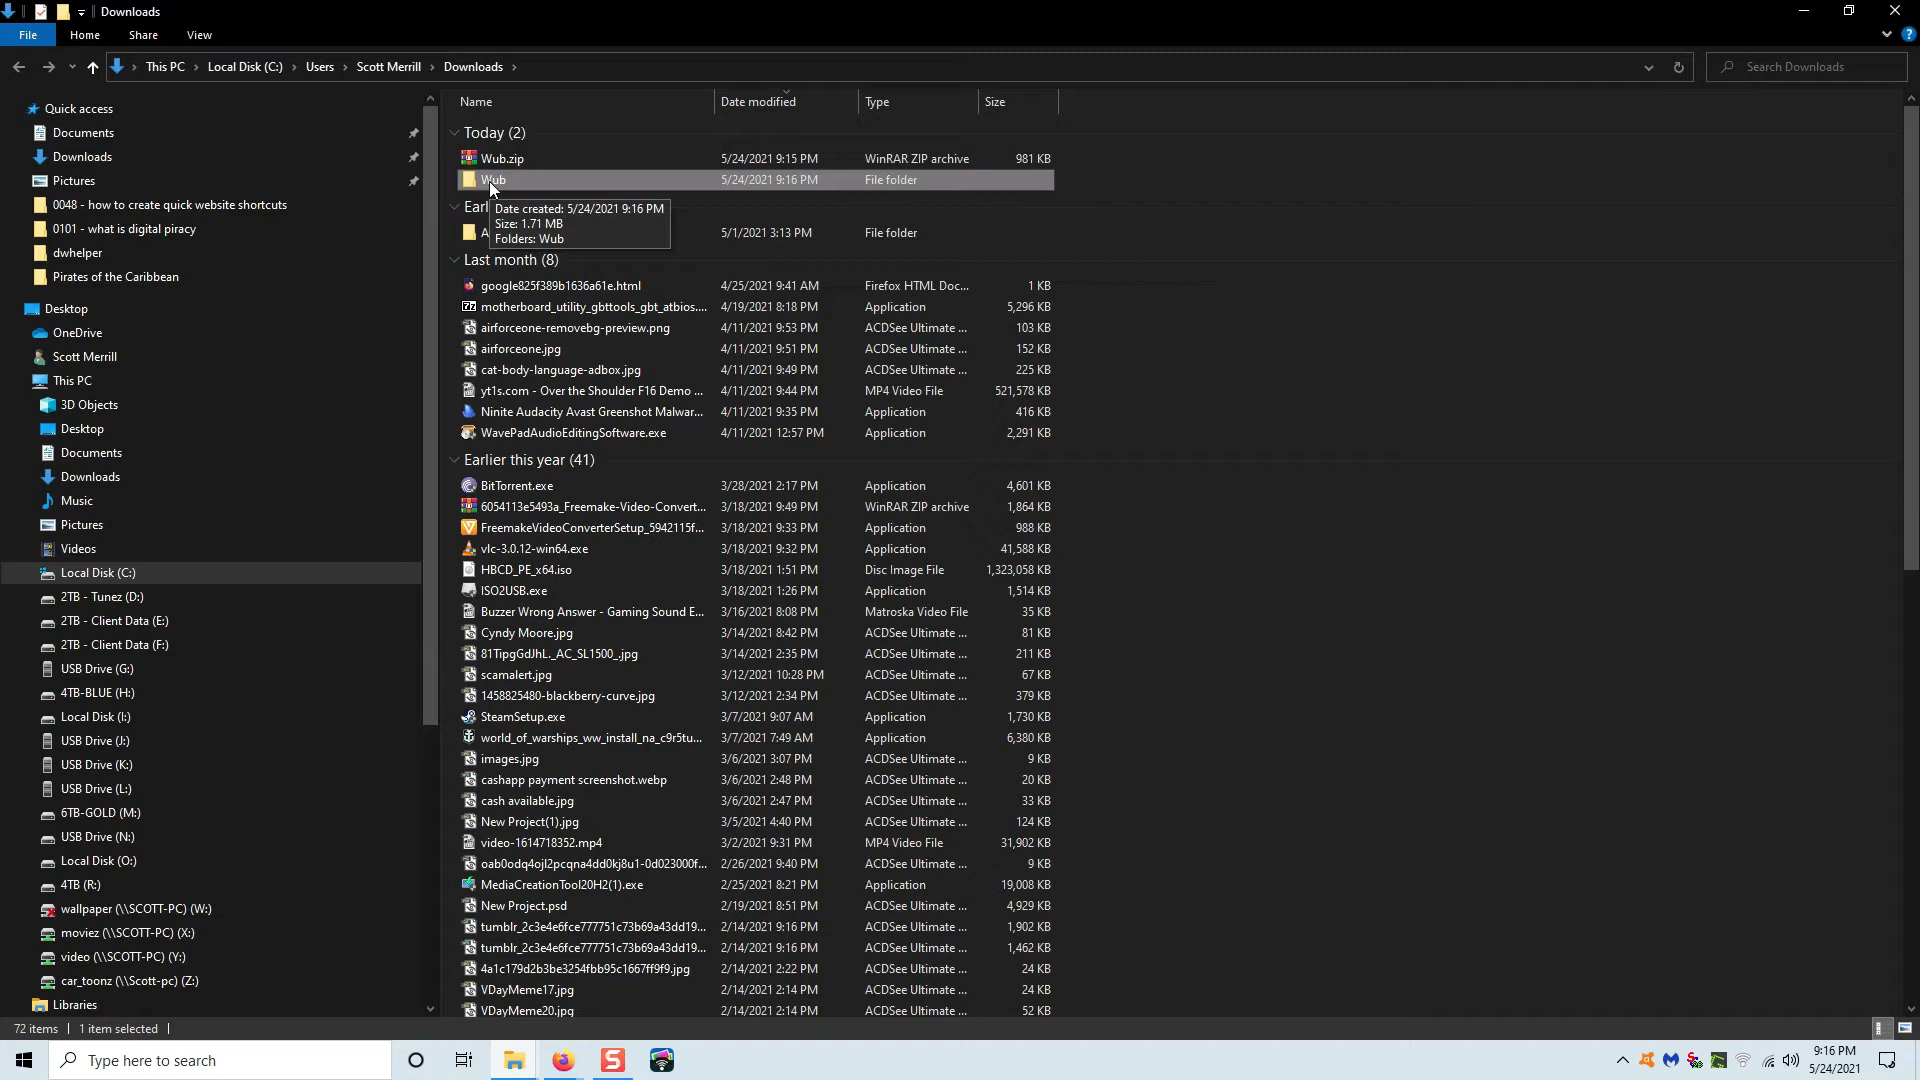 Downloads
File Home Share View
This PC Local Disk (C:) Users Scott Merrill Downloads
Search Downloads
Quick access
Documents
Downloads
Pictures
0048 - how to create quick website shortcuts
0101 - what is digital piracy
dwhelper
Pirates of the Caribbean
Desktop
OneDrive
Scott Merrill
This PC
3D Objects
Desktop
Documents
Downloads
Music
Pictures
Videos
Local Disk (C:)
2TB - Tunez (D:)
2TB - Client Data (E:)
2TB - Client Data (F:)
USB Drive (G:)
4TB-BLUE (H:)
Local Disk (I:)
USB Drive (J:)
USB Drive (K:)
USB Drive (L:)
6TB-GOLD (M:)
USB Drive (N:)
Local Disk (O:)
4TB (R:)
wallpaper (\\SCOTT-PC) (W:)
moviez (\\SCOTT-PC) (X:)
video (\\SCOTT-PC) (Y:)
car_toonz (\\Scott-pc) (Z:)
Libraries
Name Date modified Type Size
Today (2)
Wub.zip 5/24/2021 9:15 PM WinRAR ZIP archive 981 KB
Wub 5/24/2021 9:16 PM File folder
Earl
Date created: 5/24/2021 9:16 PM
Size: 1.71 MB
Folders: Wub
A 5/1/2021 3:13 PM File folder
Last month (8)
google825f389b1636a61e.html 4/25/2021 9:41 AM Firefox HTML Doc... 1 KB
motherboard_utility_gbttools_gbt_atbios.... 4/19/2021 8:18 PM Application 5,296 KB
airforceone-removebg-preview.png 4/11/2021 9:53 PM ACDSee Ultimate ... 103 KB
airforceone.jpg 4/11/2021 9:51 PM ACDSee Ultimate ... 152 KB
cat-body-language-adbox.jpg 4/11/2021 9:49 PM ACDSee Ultimate ... 225 KB
yt1s.com - Over the Shoulder F16 Demo ... 4/11/2021 9:44 PM MP4 Video File 521,578 KB
Ninite Audacity Avast Greenshot Malwar... 4/11/2021 9:35 PM Application 416 KB
WavePadAudioEditingSoftware.exe 4/11/2021 12:57 PM Application 2,291 KB
Earlier this year (41)
BitTorrent.exe 3/28/2021 2:17 PM Application 4,601 KB
6054113e5493a_Freemake-Video-Convert... 3/18/2021 9:49 PM WinRAR ZIP archive 1,864 KB
FreemakeVideoConverterSetup_5942115f... 3/18/2021 9:33 PM Application 988 KB
vlc-3.0.12-win64.exe 3/18/2021 9:32 PM Application 41,588 KB
HBCD_PE_x64.iso 3/18/2021 1:51 PM Disc Image File 1,323,058 KB
ISO2USB.exe 3/18/2021 1:26 PM Application 1,514 KB
Buzzer Wrong Answer - Gaming Sound E... 3/16/2021 8:08 PM Matroska Video File 35 KB
Cyndy Moore.jpg 3/14/2021 8:42 PM ACDSee Ultimate ... 81 KB
81TipgGdJhL._AC_SL1500_.jpg 3/14/2021 2:35 PM ACDSee Ultimate ... 211 KB
scamalert.jpg 3/12/2021 10:28 PM ACDSee Ultimate ... 67 KB
1458825480-blackberry-curve.jpg 3/12/2021 2:34 PM ACDSee Ultimate ... 379 KB
SteamSetup.exe 3/7/2021 9:07 AM Application 1,730 KB
world_of_warships_ww_install_na_c9r5tu... 3/7/2021 7:49 AM Application 6,380 KB
images.jpg 3/6/2021 3:07 PM ACDSee Ultimate ... 9 KB
cashapp payment screenshot.webp 3/6/2021 2:48 PM ACDSee Ultimate ... 20 KB
cash available.jpg 3/6/2021 2:47 PM ACDSee Ultimate ... 33 KB
New Project(1).jpg 3/5/2021 4:40 PM ACDSee Ultimate ... 124 KB
video-1614718352.mp4 3/2/2021 9:31 PM MP4 Video File 31,902 KB
oab0odq4ojl2pcqna4dd0kj8u1-0d023000f... 2/26/2021 9:40 PM ACDSee Ultimate ... 9 KB
MediaCreationTool20H2(1).exe 2/25/2021 8:21 PM Application 19,008 KB
New Project.psd 2/19/2021 8:51 PM ACDSee Ultimate ... 4,929 KB
tumblr_2c3e4e6fce777751c73b69a43dd19... 2/14/2021 9:16 PM ACDSee Ultimate ... 1,902 KB
tumblr_2c3e4e6fce777751c73b69a43dd19... 2/14/2021 9:16 PM ACDSee Ultimate ... 1,462 KB
4a1c179d2b3be3254fbb95c1667ff9f9.jpg 2/14/2021 2:22 PM ACDSee Ultimate ... 24 KB
VDayMeme17.jpg 2/14/2021 2:14 PM ACDSee Ultimate ... 24 KB
VDayMeme20.jpg 2/14/2021 2:14 PM ACDSee Ultimate ... 52 KB
72 items 1 item selected
Type here to search
9:16 PM
5/24/2021